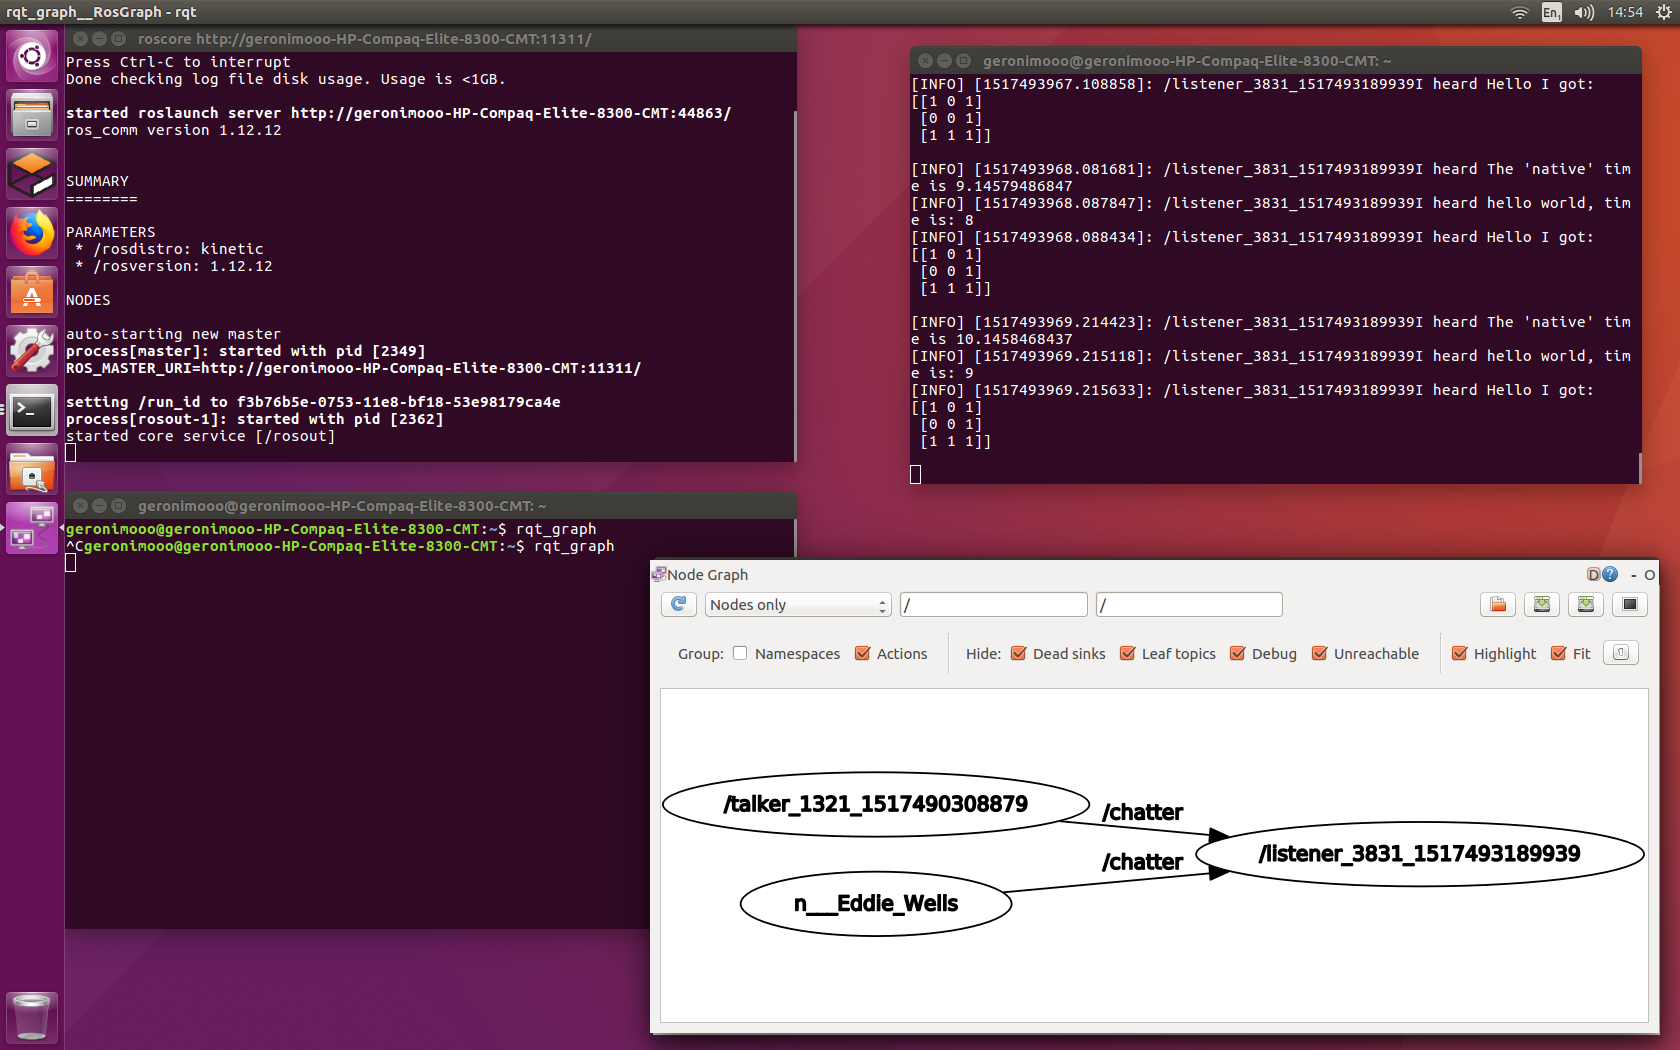 rqt_graph__RosGraph - rqt
En1
14:54
roscore http://geronimooo-HP-Compaq-Elite-8300-CMT:11311/
Press Ctrl-C to interrupt
Done checking log file disk usage. Usage is <1GB.
started roslaunch server http://geronimooo-HP-Compaq-Elite-8300-CMT:44863/
ros_comm version 1.12.12
SUMMARY
========
PARAMETERS
* /rosdistro: kinetic
* /rosversion: 1.12.12
NODES
auto-starting new master
process[master]: started with pid [2349]
ROS_MASTER_URI=http://geronimooo-HP-Compaq-Elite-8300-CMT:11311/
setting /run_id to f3b76b5e-0753-11e8-bf18-53e98179ca4e
process[rosout-1]: started with pid [2362]
started core service [/rosout]
geronimooo@geronimooo-HP-Compaq-Elite-8300-CMT: ~
[INFO] [1517493967.108858]: /listener_3831_1517493189939I heard Hello I got:
[[1 0 1]
[0 0 1]
[1 1 1]]
[INFO] [1517493968.081681]: /listener_3831_1517493189939I heard The 'native' tim
e is 9.14579486847
[INFO] [1517493968.087847]: /listener_3831_1517493189939I heard hello world, tim
e is: 8
[INFO] [1517493968.088434]: /listener_3831_1517493189939I heard Hello I got:
[[1 0 1]
[0 0 1]
[1 1 1]]
[INFO] [1517493969.214423]: /listener_3831_1517493189939I heard The 'native' tim
e is 10.1458468437
[INFO] [1517493969.215118]: /listener_3831_1517493189939I heard hello world, tim
e is: 9
[INFO] [1517493969.215633]: /listener_3831_1517493189939I heard Hello I got:
[[1 0 1]
[0 0 1]
[1 1 1]]
geronimooo@geronimooo-HP-Compaq-Elite-8300-CMT: ~
geronimooo@geronimooo-HP-Compaq-Elite-8300-CMT:~$ rqt_graph
^Cgeronimooo@geronimooo-HP-Compaq-Elite-8300-CMT:~$ rqt_graph
Node Graph
D ? - O
Nodes only / /
Group: Namespaces Actions Hide: Dead sinks Leaf topics Debug Unreachable Highlight Fit 1
/talker_1321_1517490308879
/chatter
/listener_3831_1517493189939
/chatter
n___Eddie_Wells